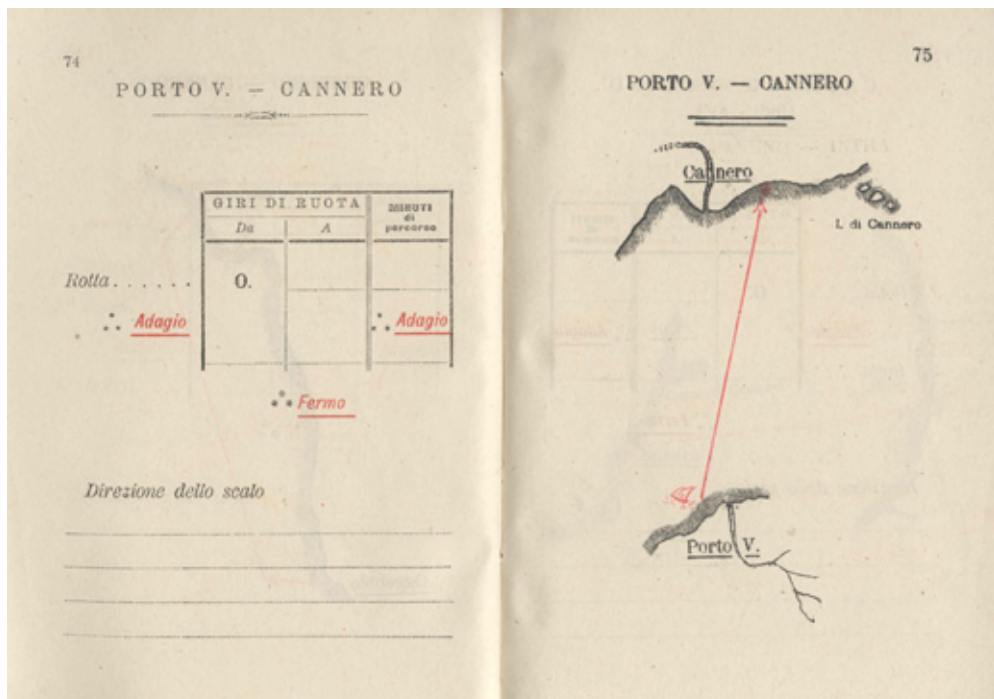 74
PORTO V. — CANNERO
GIRI DI RUOTA
MINUTI
di
percorso
Da
A
Rotta . . . . . .
0.
Adagio
Adagio
Fermo
Direzione dello scalo
75
PORTO V. — CANNERO
Cannero
I. di Cannero
Porto V.